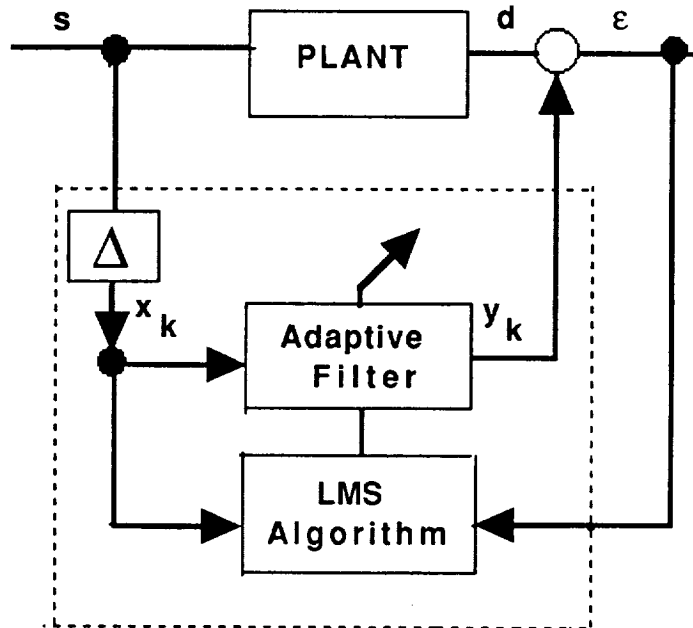 s
d
ε
PLANT
Δ
x k
y k
Adaptive
Filter
LMS
Algorithm